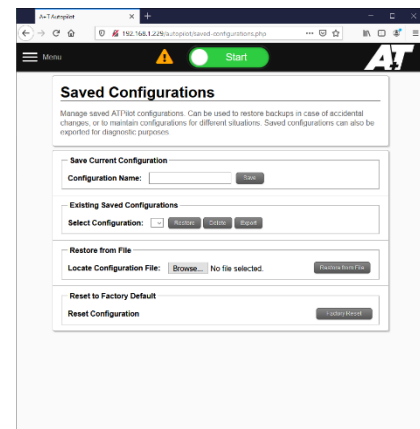 A+T Autopilot
192.168.1.229/autopilot/saved-configurations.php
Menu
Start
A+T
Saved Configurations
Manage saved ATPilot configurations. Can be used to restore backups in case of accidental
changes, or to maintain configurations for different situations. Saved configurations can also be
exported for diagnostic purposes
Save Current Configuration
Configuration Name:
Save
Existing Saved Configurations
Select Configuration:
Restore
Delete
Export
Restore from File
Locate Configuration File:
Browse...
No file selected.
Restore from File
Reset to Factory Default
Reset Configuration
Factory Reset